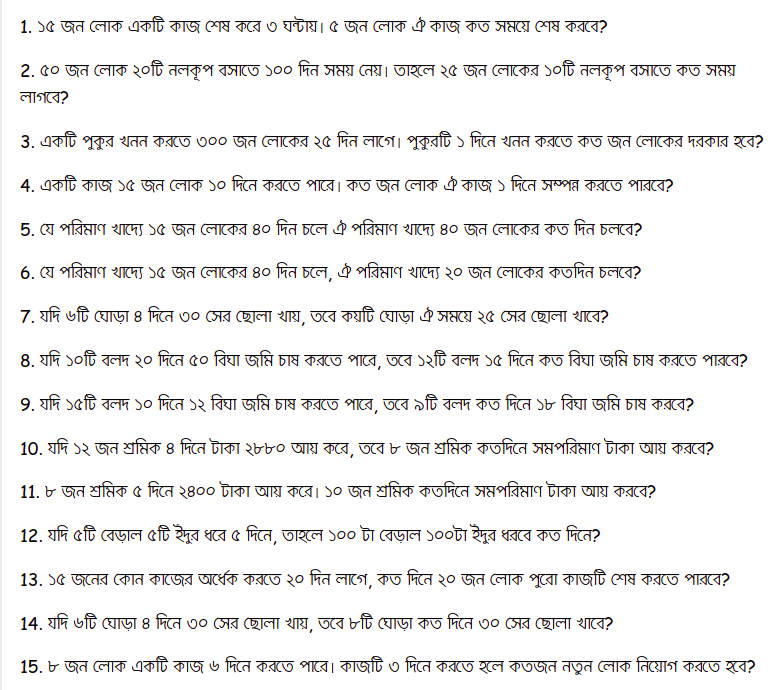 1. ১৫ জন লোক একটি কাজ শেষ করে ৩ ঘণ্টায়। ৫ জন লোক ঐ কাজ কত সময়ে শেষ করবে?
2. ৫০ জন লোক ২০টি নলকূপ বসাতে ১০০ দিন সময় নেয়। তাহলে ২৫ জন লোকের ১০টি নলকূপ বসাতে কত সময়
লাগবে?
3. একটি পুকুর খনন করতে ৩০০ জন লোকের ২৫ দিন লাগে। পুকুরটি ১ দিনে খনন করতে কত জন লোকের দরকার হবে?
4. একটি কাজ ১৫ জন লোক ১০ দিনে করতে পারে। কত জন লোক ঐ কাজ ১ দিনে সম্পন্ন করতে পারবে?
5. যে পরিমাণ খাদ্যে ১৫ জন লোকের ৪০ দিন চলে ঐ পরিমাণ খাদ্যে ৪০ জন লোকের কত দিন চলবে?
6. যে পরিমাণ খাদ্যে ১৫ জন লোকের ৪০ দিন চলে, ঐ পরিমাণ খাদ্যে ২০ জন লোকের কতদিন চলবে?
7. যদি ৬টি ঘোড়া ৪ দিনে ৩০ সের ছোলা খায়, তবে কয়টি ঘোড়া ঐ সময়ে ২৫ সের ছোলা খাবে?
8. যদি ১০টি বলদ ২০ দিনে ৫০ বিঘা জমি চাষ করতে পারে, তবে ১২টি বলদ ১৫ দিনে কত বিঘা জমি চাষ করতে পারবে?
9. যদি ১৫টি বলদ ১০ দিনে ১২ বিঘা জমি চাষ করতে পারে, তবে ৯টি বলদ কত দিনে ১৮ বিঘা জমি চাষ করবে?
10. যদি ১২ জন শ্রমিক ৪ দিনে টাকা ২৮৮০ আয় করে, তবে ৮ জন শ্রমিক কতদিনে সমপরিমাণ টাকা আয় করবে?
11. ৮ জন শ্রমিক ৫ দিনে ২৪০০ টাকা আয় করে। ১০ জন শ্রমিক কতদিনে সমপরিমাণ টাকা আয় করবে?
12. যদি ৫টি বেড়াল ৫টি ইঁদুর ধরে ৫ দিনে, তাহলে ১০০ টা বেড়াল ১০০টা ইঁদুর ধরবে কত দিনে?
13. ১৫ জনের কোন কাজের অর্ধেক করতে ২০ দিন লাগে, কত দিনে ২০ জন লোক পুরো কাজটি শেষ করতে পারবে?
14. যদি ৬টি ঘোড়া ৪ দিনে ৩০ সের ছোলা খায়, তবে ৮টি ঘোড়া কত দিনে ৩০ সের ছোলা খাবে?
15. ৮ জন লোক একটি কাজ ৬ দিনে করতে পারে। কাজটি ৩ দিনে করতে হলে কতজন নতুন লোক নিয়োগ করতে হবে?